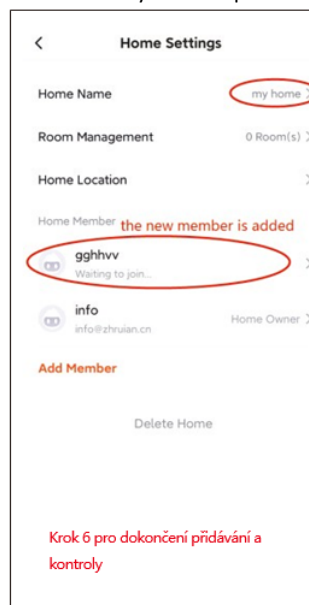 < Home Settings
Home Name my home >
Room Management 0 Room(s) >
Home Location >
Home Member the new member is added
gghhvv
Waiting to join... >
info
info@zhruian.cn Home Owner >
Add Member
Delete Home
Krok 6 pro dokončení přidávání a
kontroly